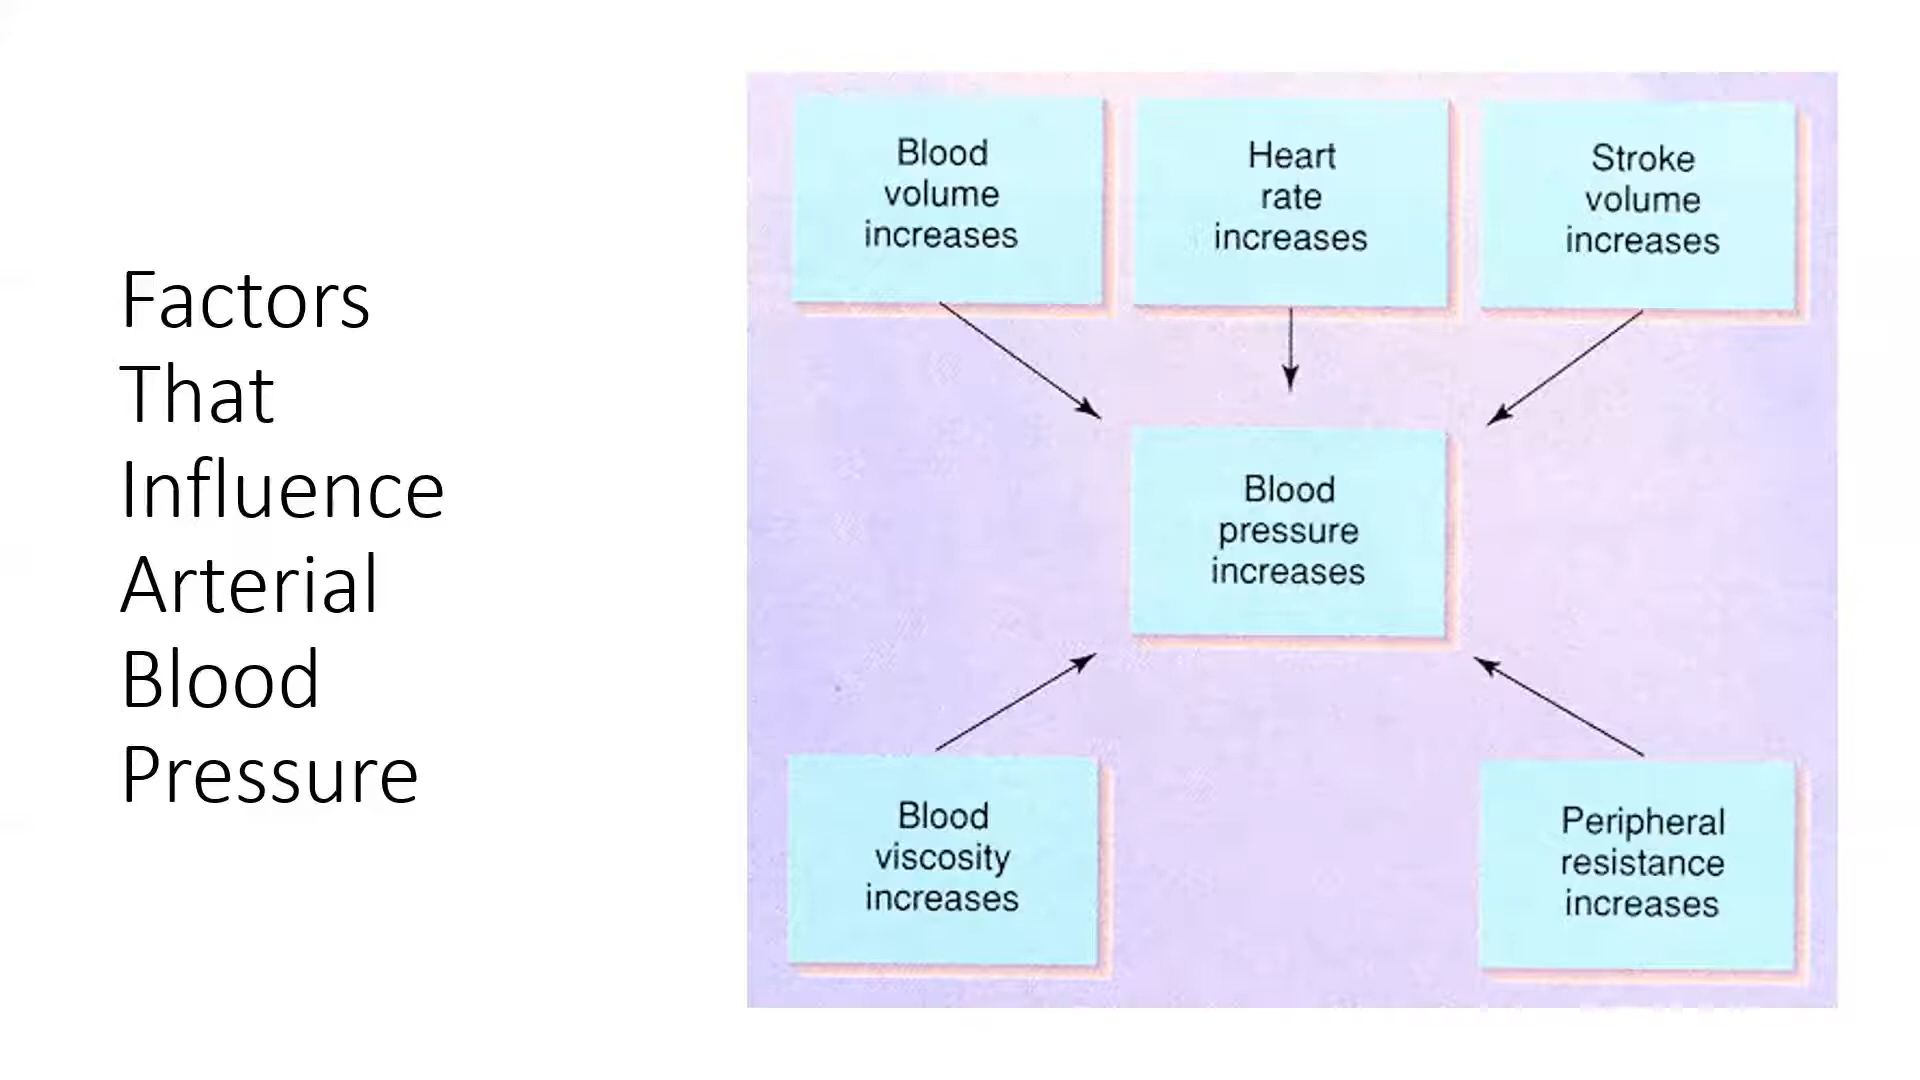 Factors
That
Influence
Arterial
Blood
Pressure
Blood
volume
increases
Heart
rate
increases
Stroke
volume
increases
Blood
pressure
increases
Blood
viscosity
increases
Peripheral
resistance
increases